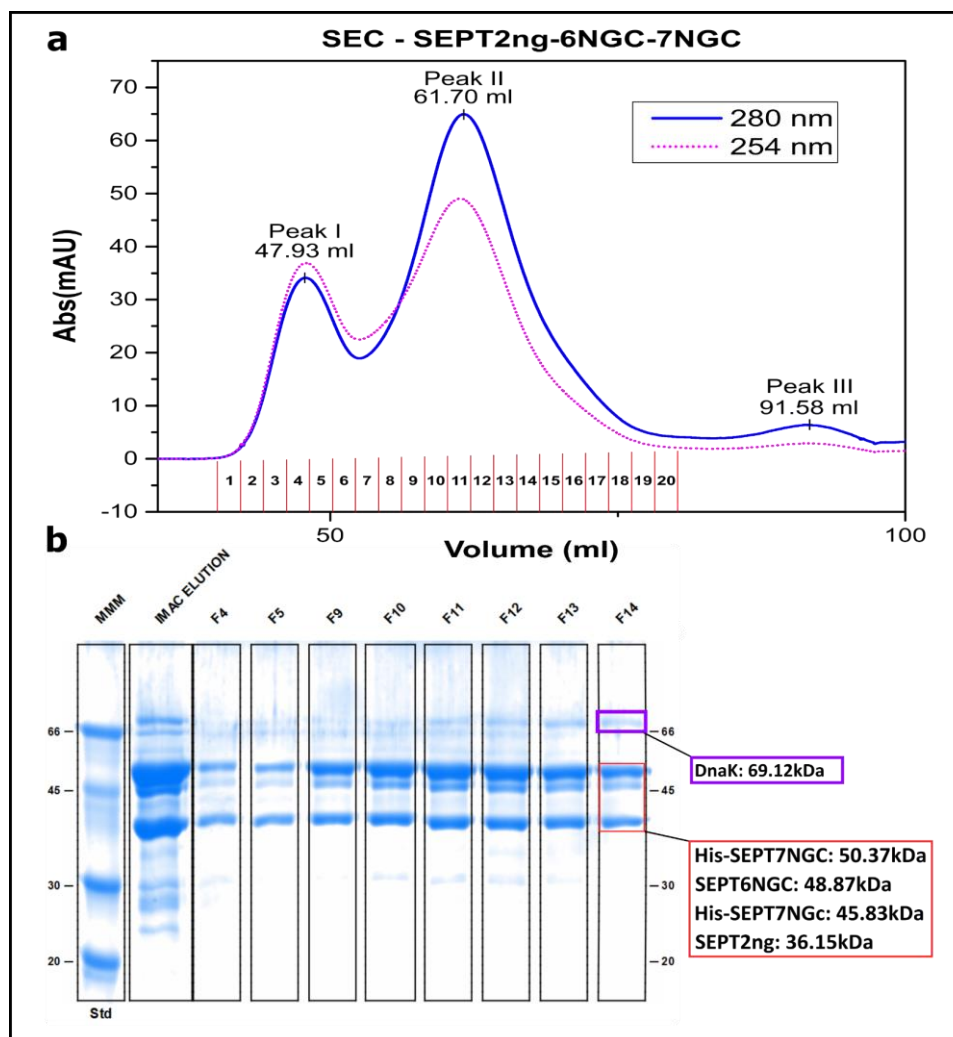 a
SEC - SEPT2ng-6NGC-7NGC
Peak II
61.70 ml
Peak I
47.93 ml
Peak III
91.58 ml
280 nm
254 nm
Abs(mAU)
70
60
50
40
30
20
10
0
-10
1 2 3 4 5 6 7 8 9 10 11 12 13 14 15 16 17 18 19 20
50
100
Volume (ml)
b
MMM
IMAC ELUTION
F4
F5
F9
F10
F11
F12
F13
F14
66
45
30
20
66
45
30
20
Std
DnaK: 69.12kDa
His-SEPT7NGC: 50.37kDa
SEPT6NGC: 48.87kDa
His-SEPT7NGc: 45.83kDa
SEPT2ng: 36.15kDa